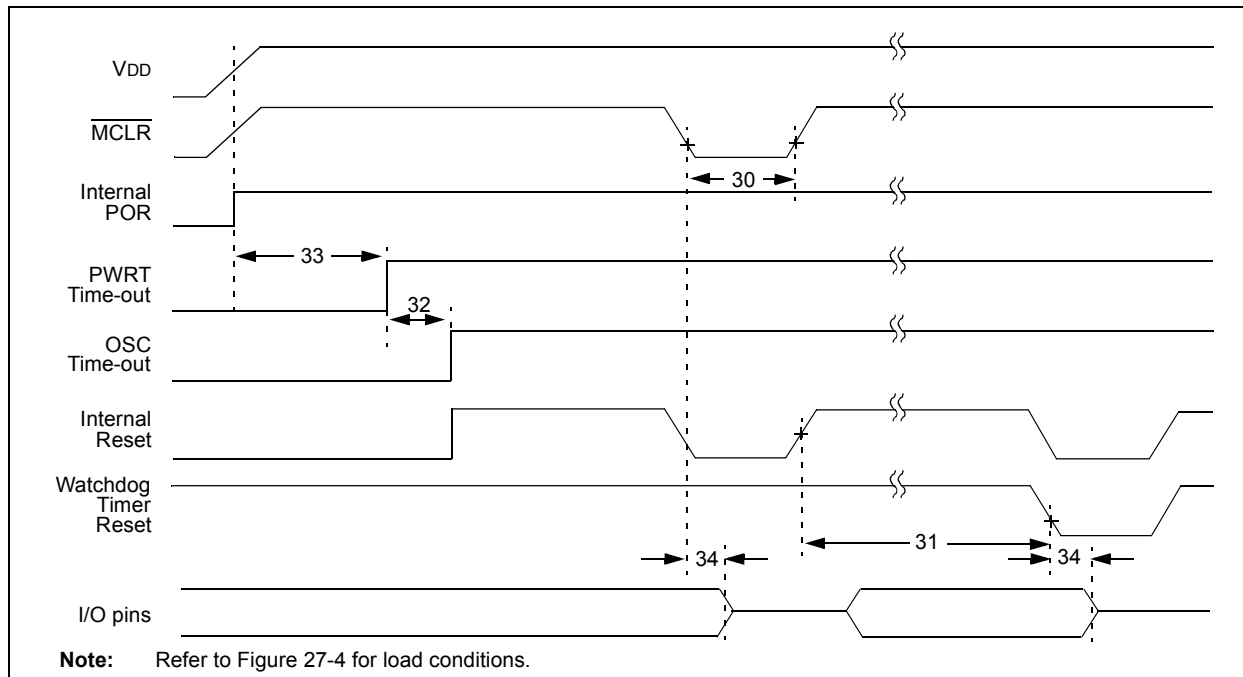 VDD
MCLR
30
Internal
POR
33
PWRT
Time-out
32
OSC
Time-out
Internal
Reset
Watchdog
Timer
Reset
31
34
34
I/O pins
Note: Refer to Figure 27-4 for load conditions.